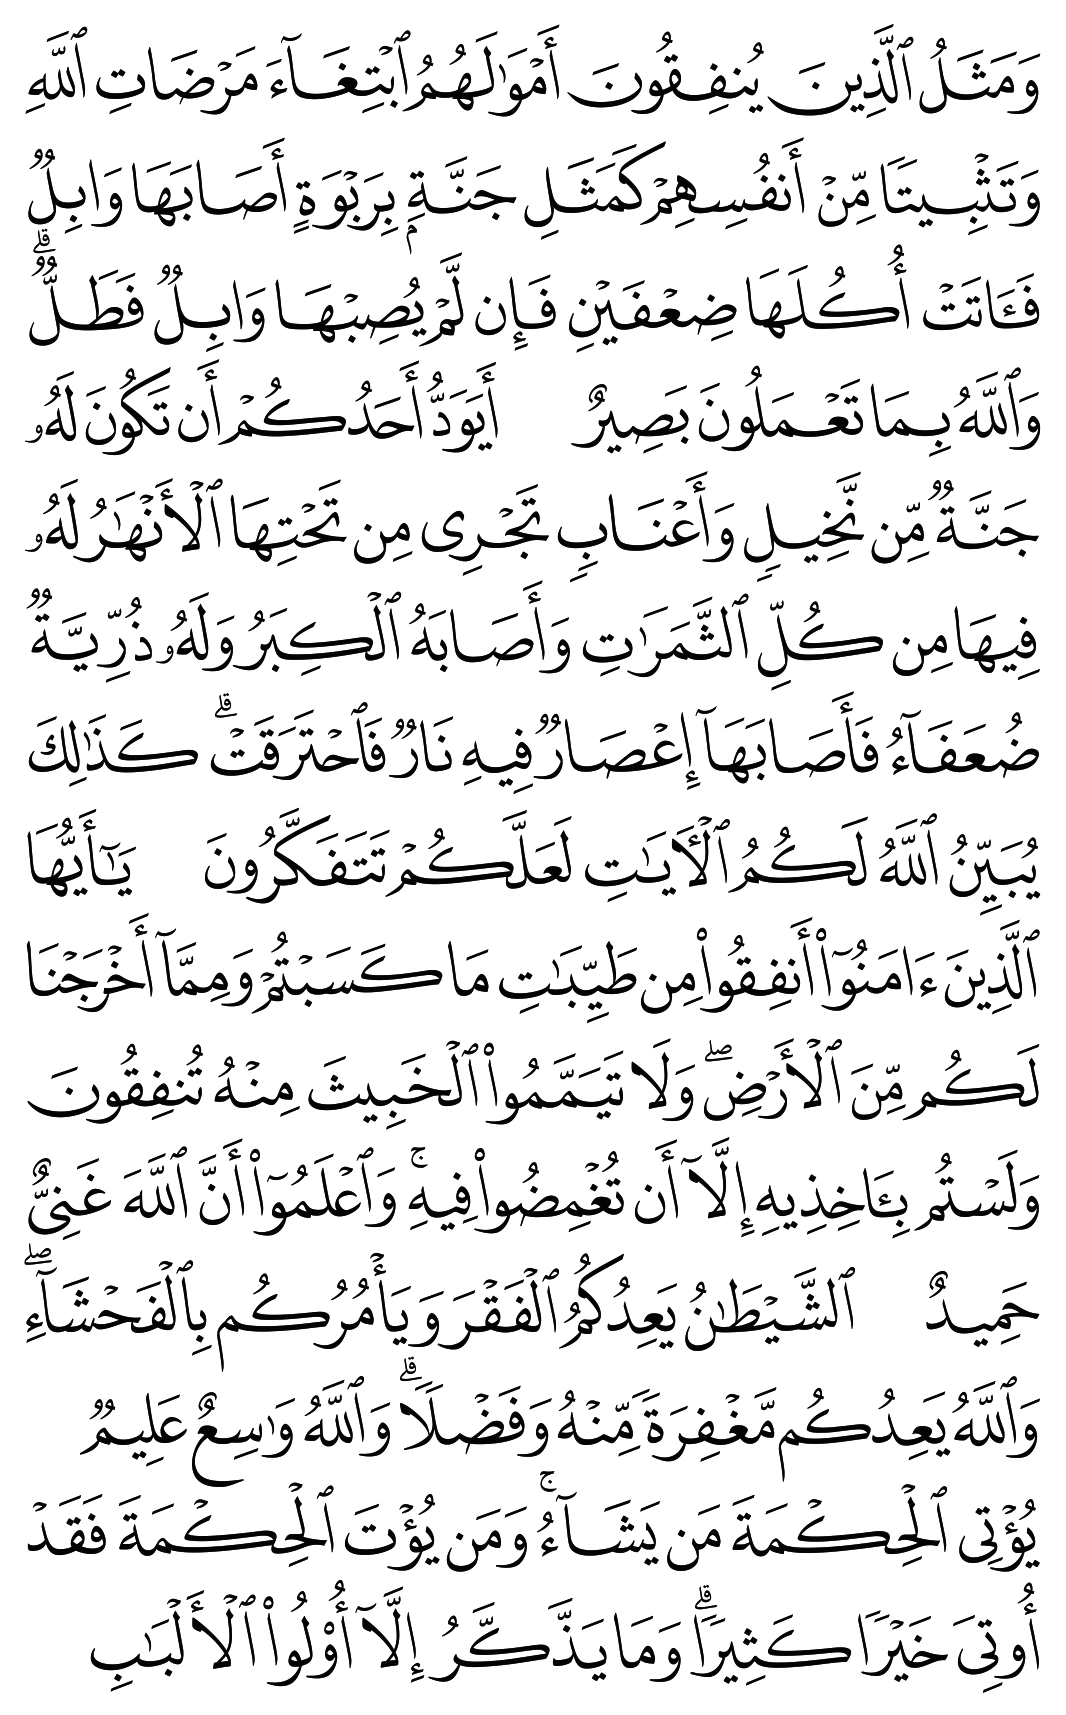 وَمَثَلُ ٱلَّذِينَ يُنفِقُونَ أَمۡوَٰلَهُمُ ٱبۡتِغَآءَ مَرۡضَاتِ ٱللَّهِ
وَتَثۡبِيتٗا مِّنۡ أَنفُسِهِمۡ كَمَثَلِ جَنَّةِۭ بِرَبۡوَةٍ أَصَابَهَا وَابِلٞ
فَـَٔاتَتۡ أُكُلَهَا ضِعۡفَيۡنِ فَإِن لَّمۡ يُصِبۡهَا وَابِلٞ فَطَلّٞۗ
وَٱللَّهُ بِمَا تَعۡمَلُونَ بَصِيرٌ أَيَوَدُّ أَحَدُكُمۡ أَن تَكُونَ لَهُۥ
جَنَّةٞ مِّن نَّخِيلٖ وَأَعۡنَابٖ تَجۡرِي مِن تَحۡتِهَا ٱلۡأَنۡهَٰرُ لَهُۥ
فِيهَا مِن كُلِّ ٱلثَّمَرَٰتِ وَأَصَابَهُ ٱلۡكِبَرُ وَلَهُۥ ذُرِّيَّةٞ
ضُعَفَآءُ فَأَصَابَهَآ إِعۡصَارٞ فِيهِ نَارٞ فَٱحۡتَرَقَتۡۗ كَذَٰلِكَ
يُبَيِّنُ ٱللَّهُ لَكُمُ ٱلۡأٓيَٰتِ لَعَلَّكُمۡ تَتَفَكَّرُونَ يَٰٓأَيُّهَا
ٱلَّذِينَ ءَامَنُوٓاْ أَنفِقُواْ مِن طَيِّبَٰتِ مَا كَسَبۡتُمۡ وَمِمَّآ أَخۡرَجۡنَا
لَكُم مِّنَ ٱلۡأَرۡضِۖ وَلَا تَيَمَّمُواْ ٱلۡخَبِيثَ مِنۡهُ تُنفِقُونَ
وَلَسۡتُم بِـَٔاخِذِيهِ إِلَّآ أَن تُغۡمِضُواْ فِيهِۚ وَٱعۡلَمُوٓاْ أَنَّ ٱللَّهَ غَنِيٌّ
حَمِيدٌ ٱلشَّيۡطَٰنُ يَعِدُكُمُ ٱلۡفَقۡرَ وَيَأۡمُرُكُم بِٱلۡفَحۡشَآءِۖ
وَٱللَّهُ يَعِدُكُم مَّغۡفِرَةٗ مِّنۡهُ وَفَضۡلٗاۗ وَٱللَّهُ وَٰسِعٌ عَلِيمٞ
يُؤۡتِي ٱلۡحِكۡمَةَ مَن يَشَآءُۚ وَمَن يُؤۡتَ ٱلۡحِكۡمَةَ فَقَدۡ
أُوتِيَ خَيۡرٗا كَثِيرٗاۗ وَمَا يَذَّكَّرُ إِلَّآ أُوْلُواْ ٱلۡأَلۡبَٰبِ